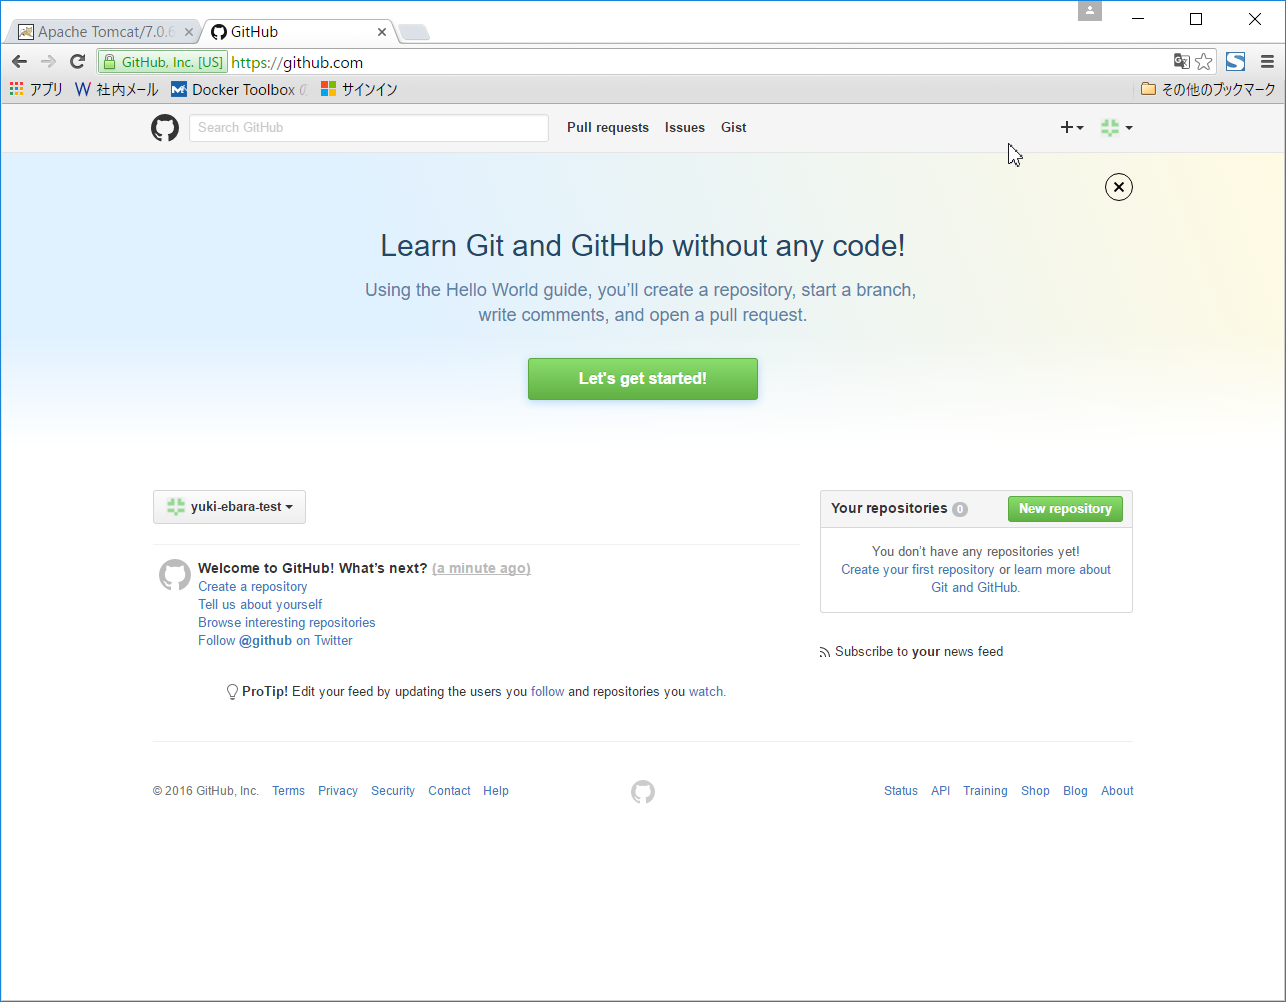 Apache Tomcat/7.0.6
GitHub
GitHub, Inc. [US] https://github.com
アプリ 社内メール Docker Toolbox サインイン その他のブックマーク
Search GitHub Pull requests Issues Gist
Learn Git and GitHub without any code!
Using the Hello World guide, you’ll create a repository, start a branch,
write comments, and open a pull request.
Let's get started!
yuki-ebara-test
Your repositories 0 New repository
You don’t have any repositories yet!
Create your first repository or learn more about
Git and GitHub.
Welcome to GitHub! What’s next? (a minute ago)
Create a repository
Tell us about yourself
Browse interesting repositories
Follow @github on Twitter
Subscribe to your news feed
ProTip! Edit your feed by updating the users you follow and repositories you watch.
© 2016 GitHub, Inc. Terms Privacy Security Contact Help Status API Training Shop Blog About